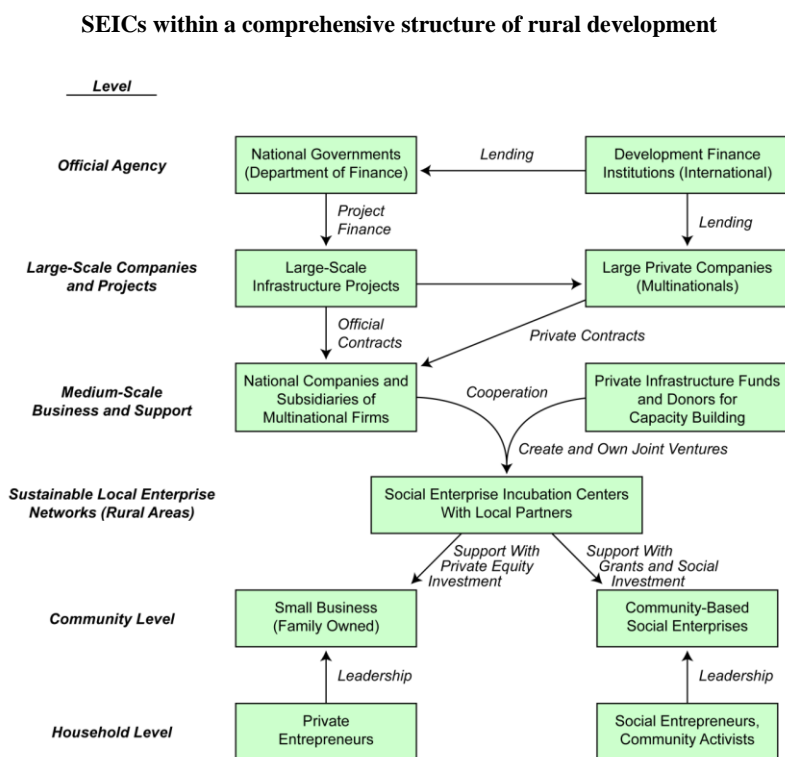 SEICs within a comprehensive structure of rural development
Level
Official Agency
National Governments
(Department of Finance)
Lending
Development Finance
Institutions (International)
Project
Finance
Lending
Large-Scale Companies
and Projects
Large-Scale
Infrastructure Projects
Large Private Companies
(Multinationals)
Official
Contracts
Private Contracts
Medium-Scale
Business and Support
National Companies and
Subsidiaries of
Multinational Firms
Cooperation
Private Infrastructure Funds
and Donors for
Capacity Building
Create and Own Joint Ventures
Sustainable Local Enterprise
Networks (Rural Areas)
Social Enterprise Incubation Centers
With Local Partners
Support With
Private Equity
Investment
Support With
Grants and Social
Investment
Community Level
Small Business
(Family Owned)
Community-Based
Social Enterprises
Leadership
Leadership
Household Level
Private
Entrepreneurs
Social Entrepreneurs,
Community Activists